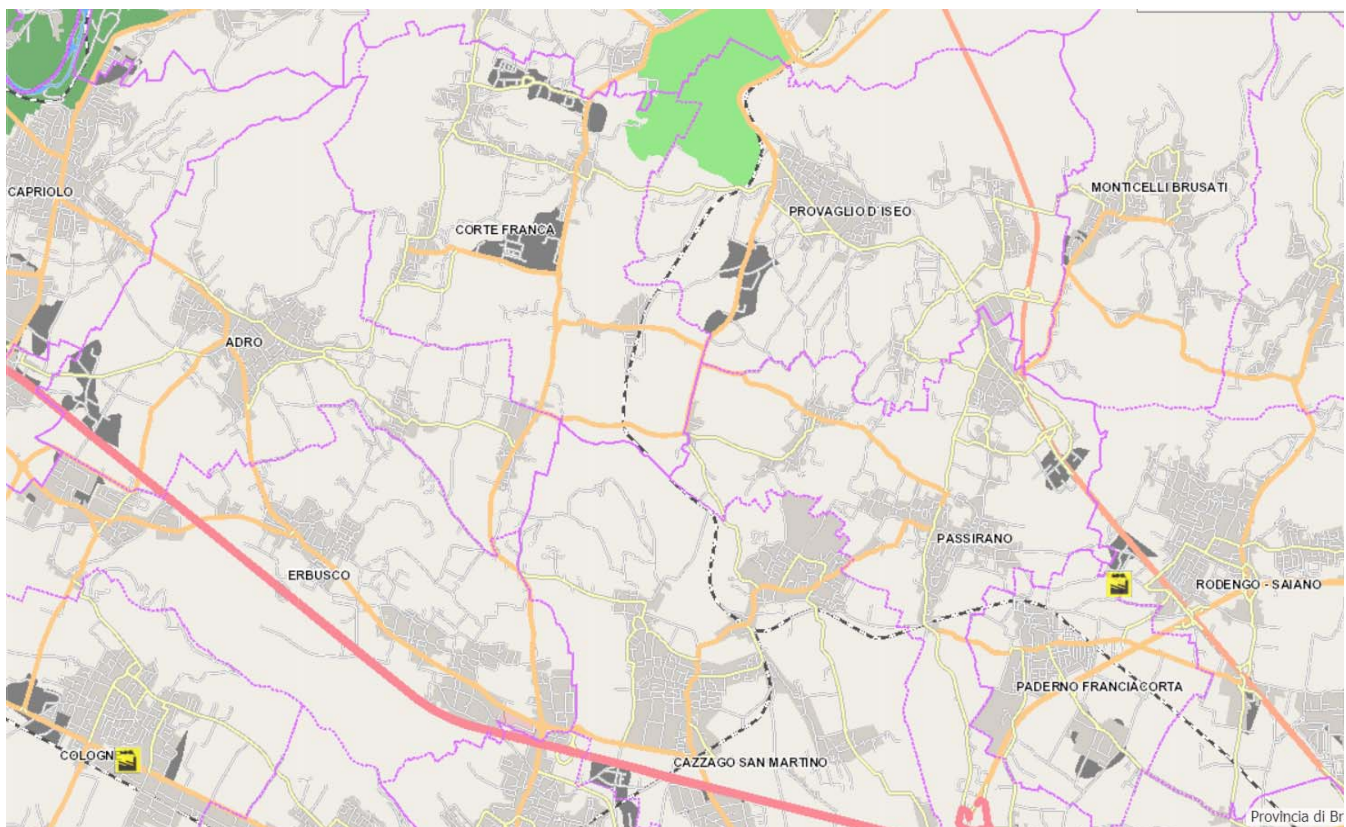 MONTICELLI BRUSATI
CAPRIOLO
PROVAGLIO D'ISEO
CORTE FRANCA
ADRO
PASSIRANO
ERBUSCO
RODENGO - SAIANO
PADERNO FRANCIACORTA
COLOGN
CAZZAGO SAN MARTINO
Provincia di Br